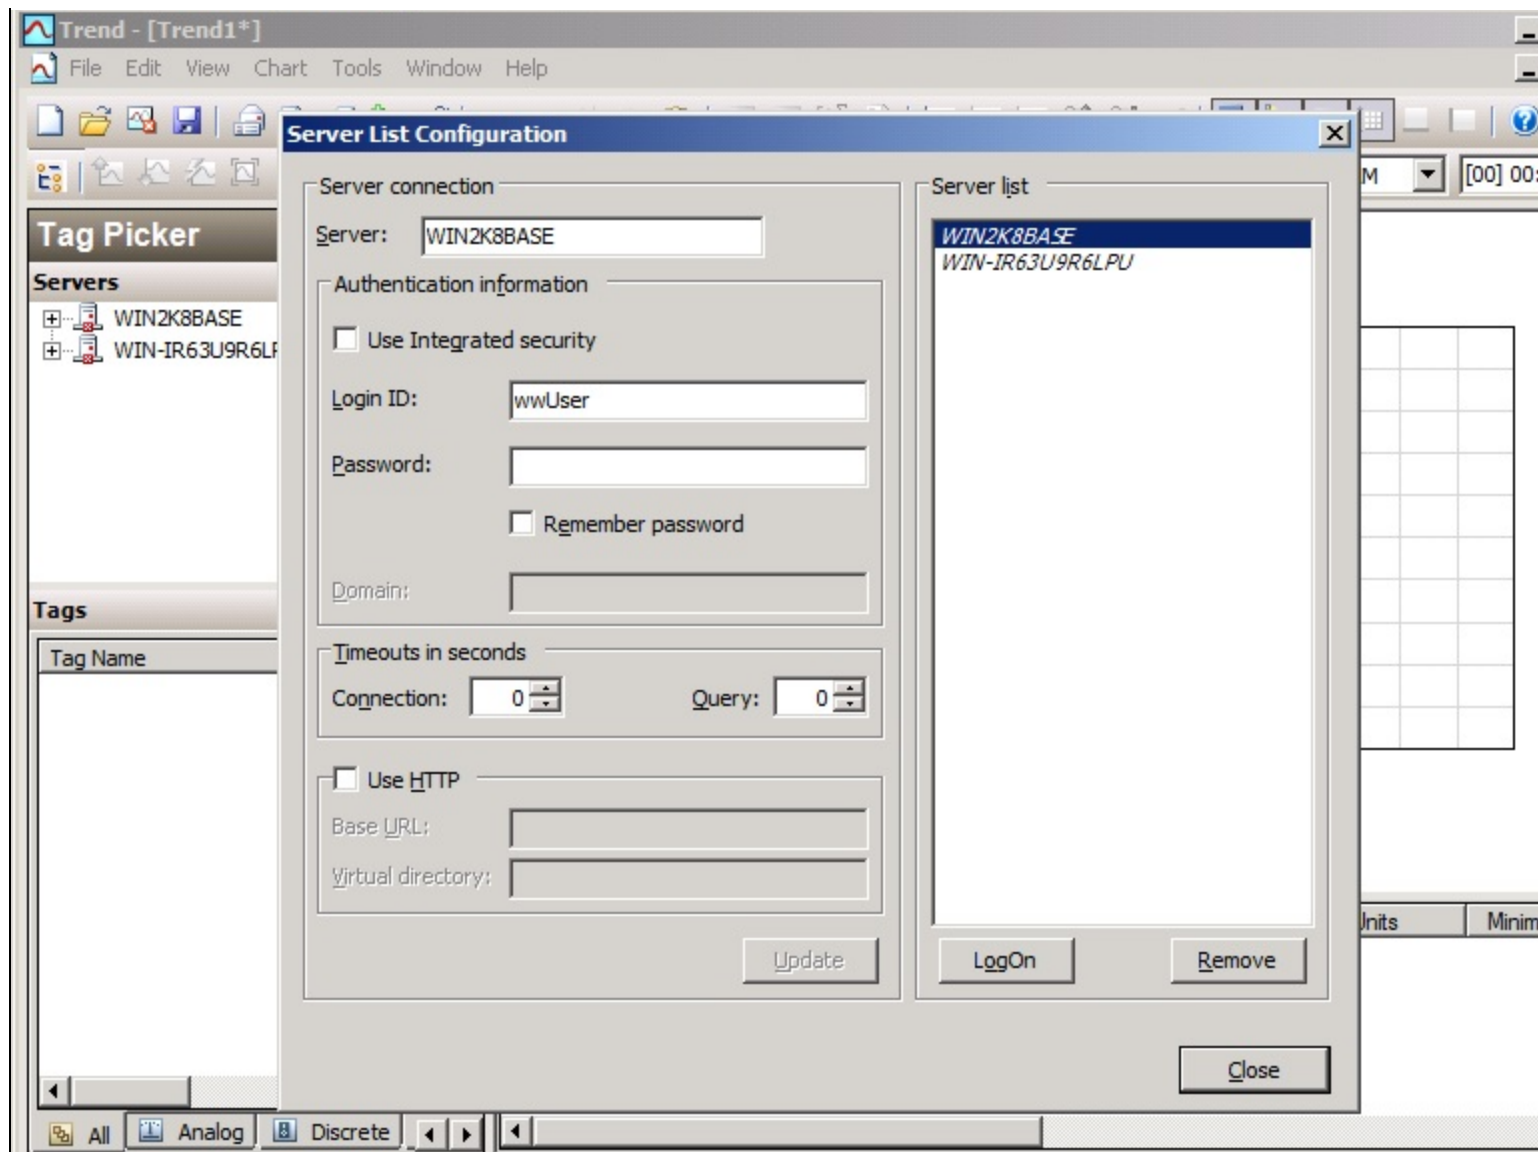 Trend - [Trend1*]
File Edit View Chart Tools Window Help
Server List Configuration
Tag Picker
Servers
WIN2K8BASE
WIN-IR63U9R6LP
Tags
Tag Name
Server connection
Server: WIN2K8BASE
Authentication information
Use Integrated security
Login ID: wwUser
Password:
Remember password
Domain:
Timeouts in seconds
Connection: 0 Query: 0
Use HTTP
Base URL:
Virtual directory:
Update
Server list
WIN2K8BASE
WIN-IR63U9R6LPU
LogOn Remove
Close
M [00] 00:
Units Minim
All Analog Discrete